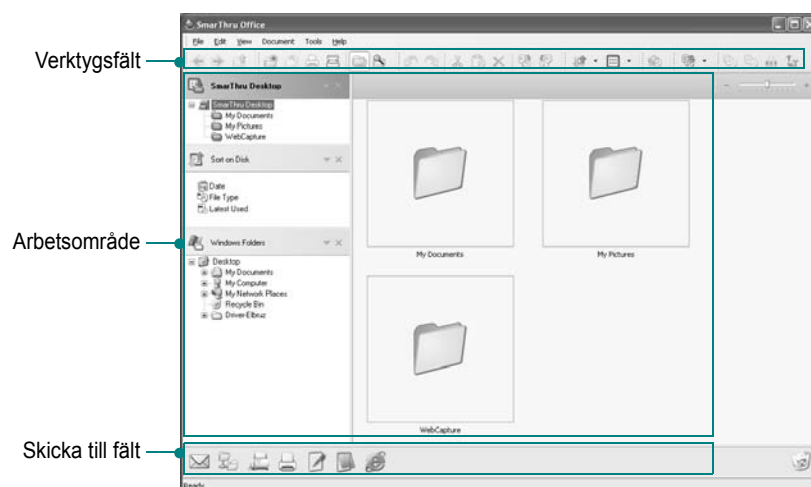 SmarThru Office
File Edit View Document Tools Help
Verktygsfält
SmarThru Desktop
SmarThru Desktop
My Documents
My Pictures
WebCapture
Sort on Disk
Date
File Type
Latest Used
Arbetsområde
Windows Folders
Desktop
My Documents
My Computer
My Network Places
Recycle Bin
Driver-Elbruz
My Documents
My Pictures
WebCapture
Skicka till fält
Ready